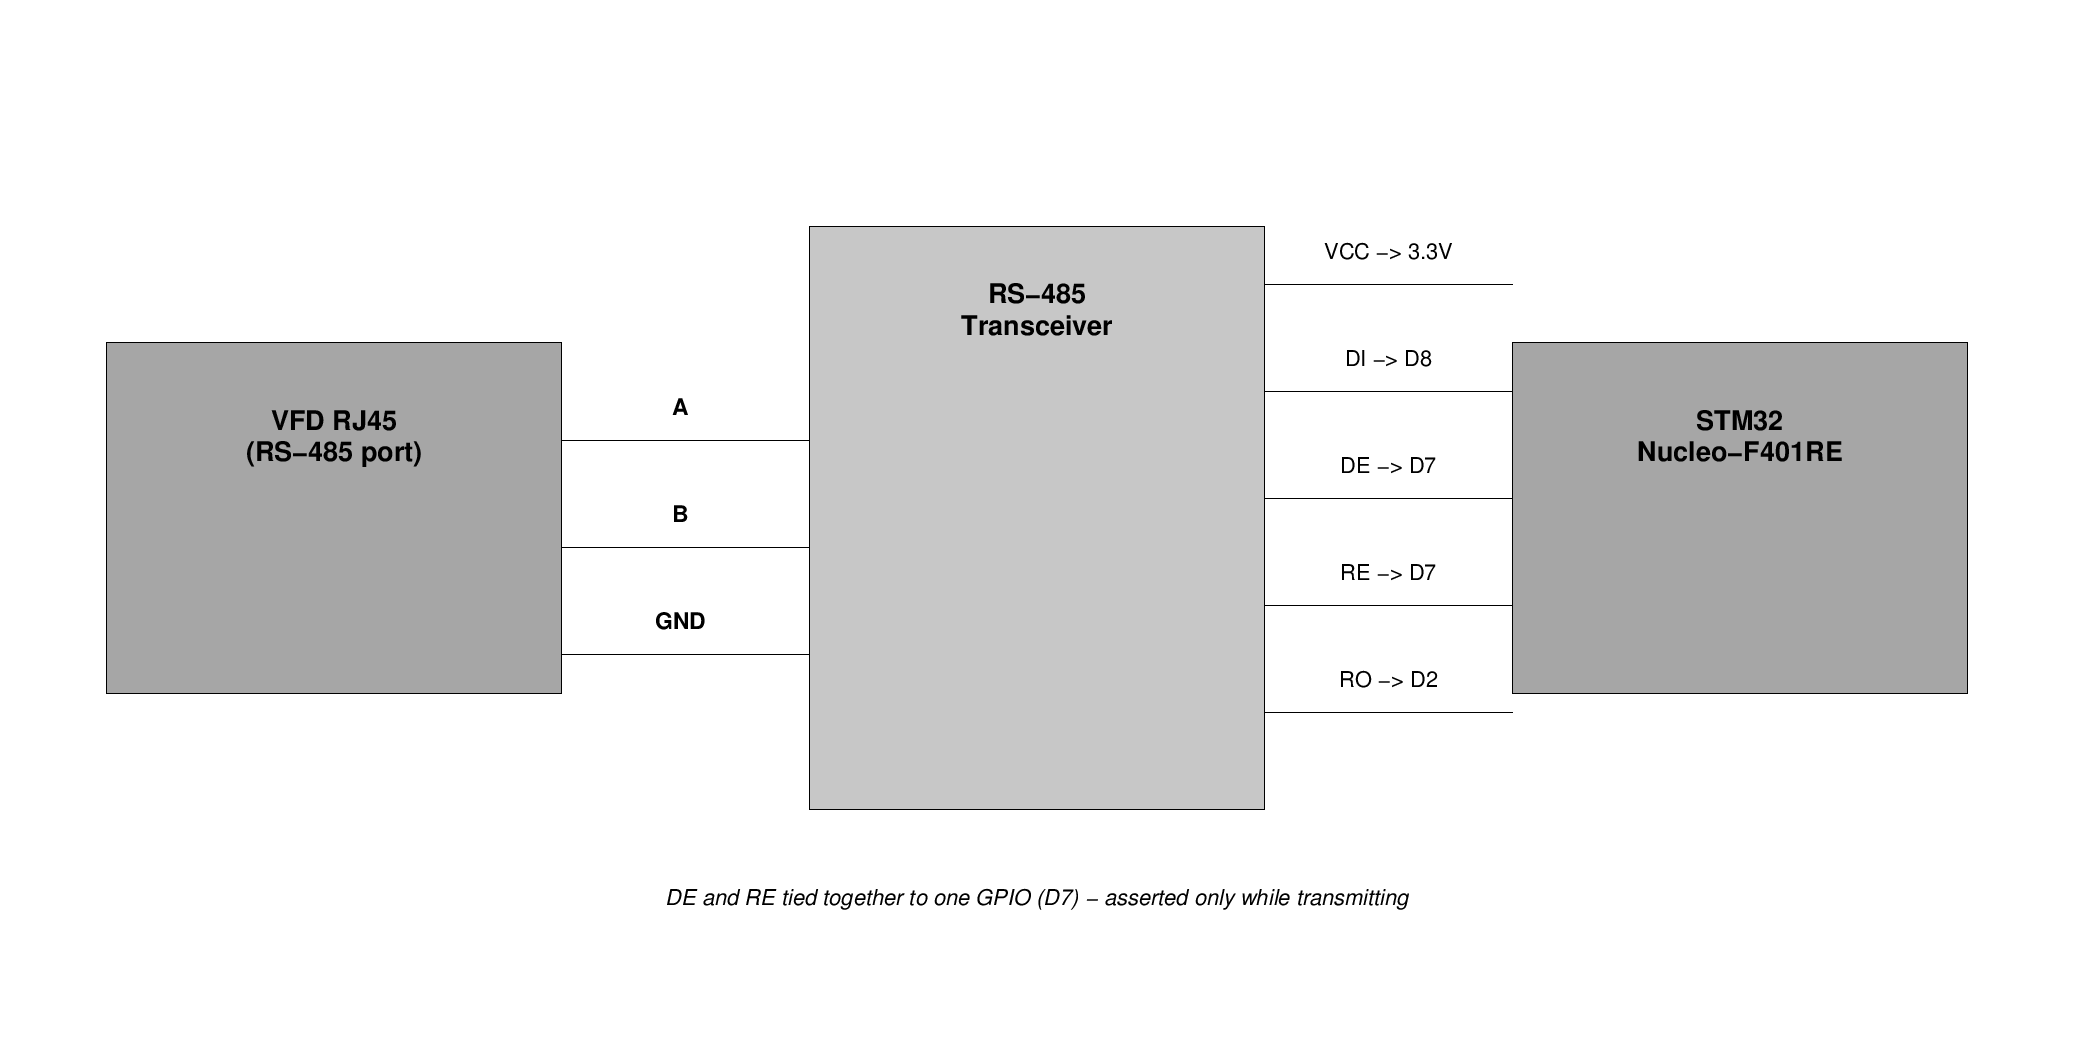 VCC –> 3.3V
RS–485
Transceiver
DI –> D8
A
VFD RJ45
(RS–485 port)
STM32
Nucleo–F401RE
DE –> D7
B
RE –> D7
GND
RO –> D2
DE and RE tied together to one GPIO (D7) – asserted only while transmitting